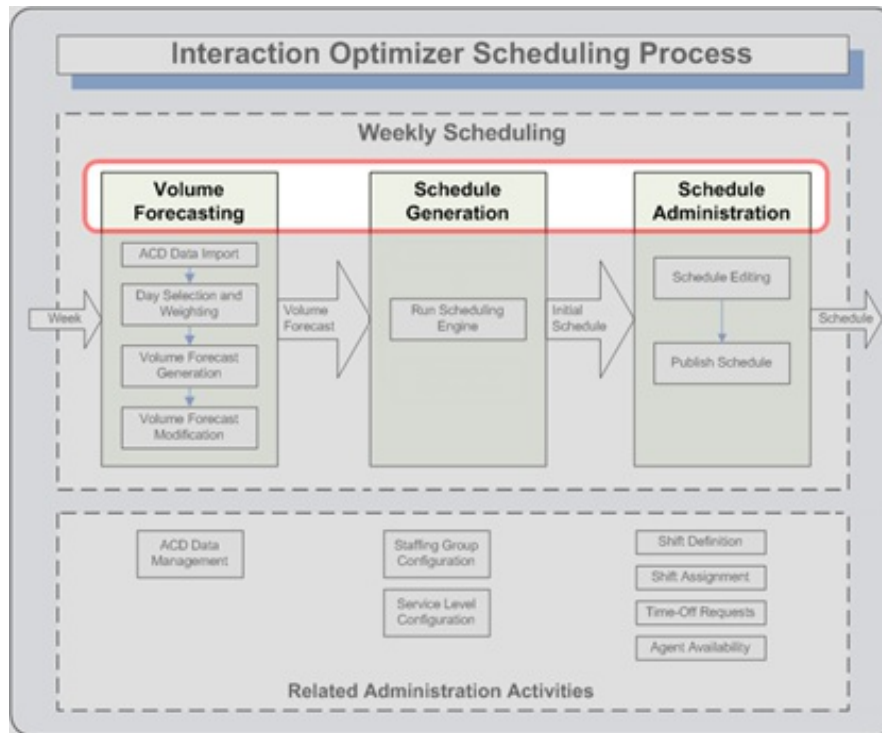 Interaction Optimizer Scheduling Process
Weekly Scheduling
Volume
Forecasting
ACD Data Import
Day Selection and
Weighting
Volume Forecast
Generation
Volume Forecast
Modification
Week
Volume
Forecast
Schedule
Generation
Run Scheduling
Engine
Initial
Schedule
Schedule
Administration
Schedule Editing
Publish Schedule
Schedule
ACD Data
Management
Staffing Group
Configuration
Service Level
Configuration
Shift Definition
Shift Assignment
Time-Off Requests
Agent Availability
Related Administration Activities